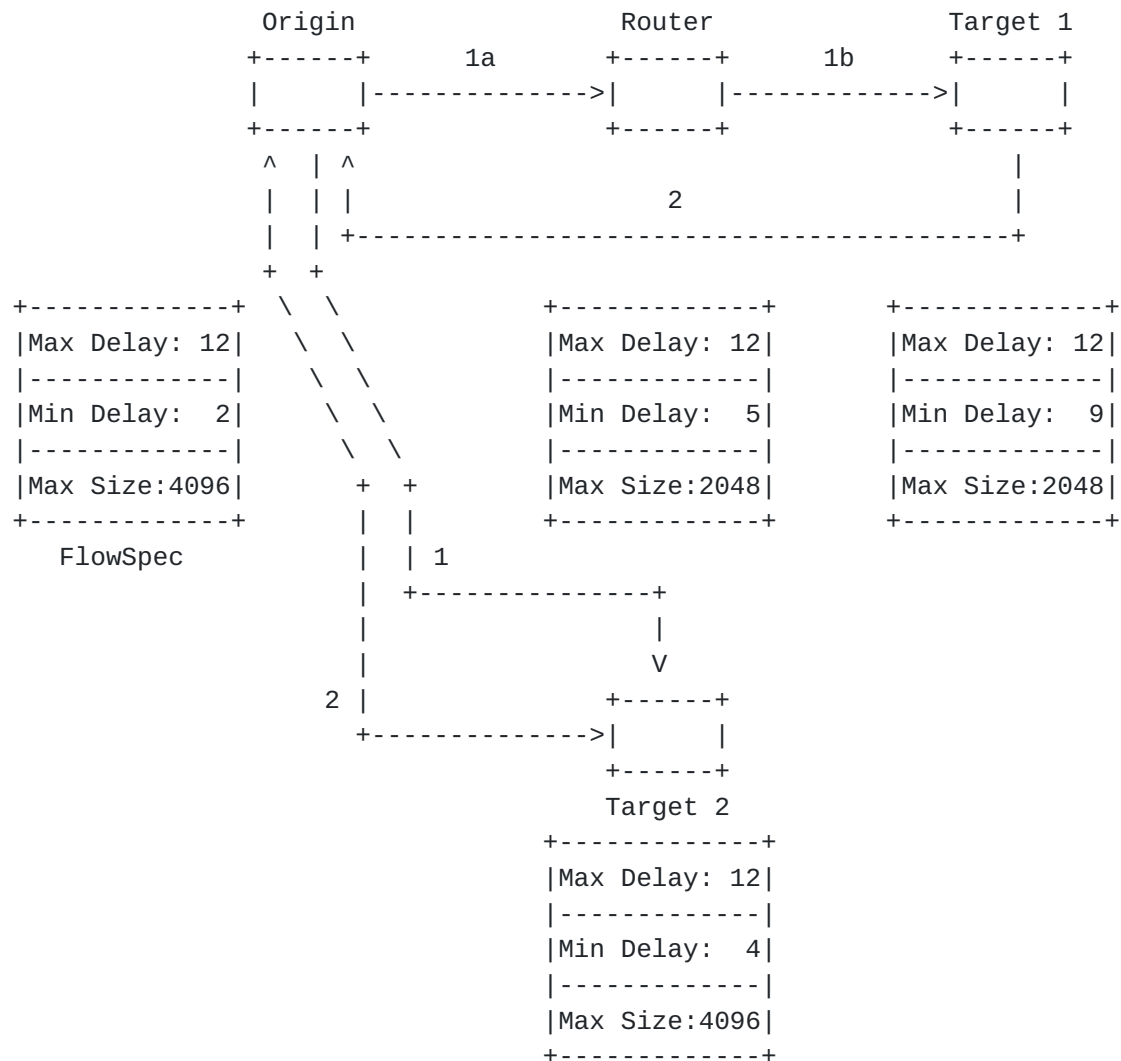 Origin Router Target 1
1a 1b
2
Max Delay: 12 Max Delay: 12 Max Delay: 12
Min Delay: 2 Min Delay: 5 Min Delay: 9
Max Size:4096 Max Size:2048 Max Size:2048
FlowSpec 1
V
2
Target 2
Max Delay: 12
Min Delay: 4
Max Size:4096